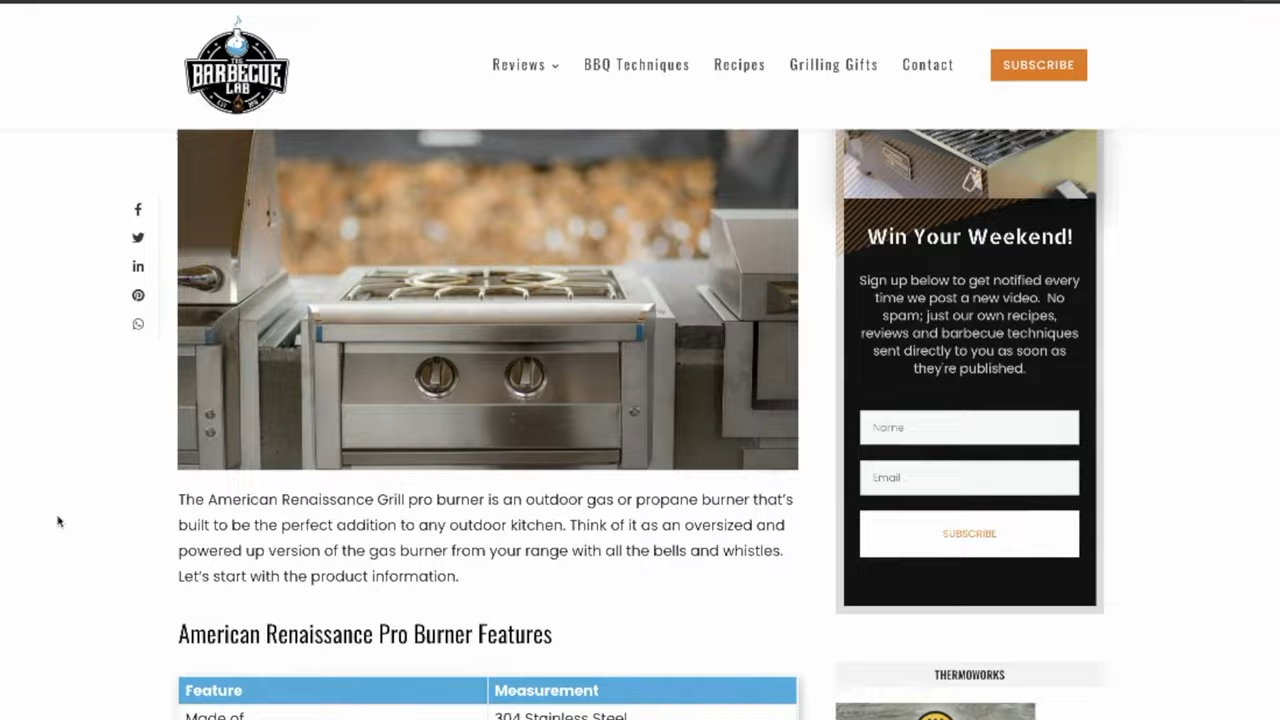 THE
BARBECUE
LAB
EST
Reviews
BBQ Techniques
Recipes
Grilling Gifts
Contact
SUBSCRIBE
The American Renaissance Grill pro burner is an outdoor gas or propane burner that's
built to be the perfect addition to any outdoor kitchen. Think of it as an oversized and
powered up version of the gas burner from your range with all the bells and whistles.
Let's start with the product information.
American Renaissance Pro Burner Features
Feature Measurement
Made of 304 Stainless Steel
Win Your Weekend!
Sign up below to get notified every
time we post a new video. No
spam; just our own recipes,
reviews and barbecue techniques
sent directly to you as soon as
they're published.
Name
Email
SUBSCRIBE
THERMOWORKS